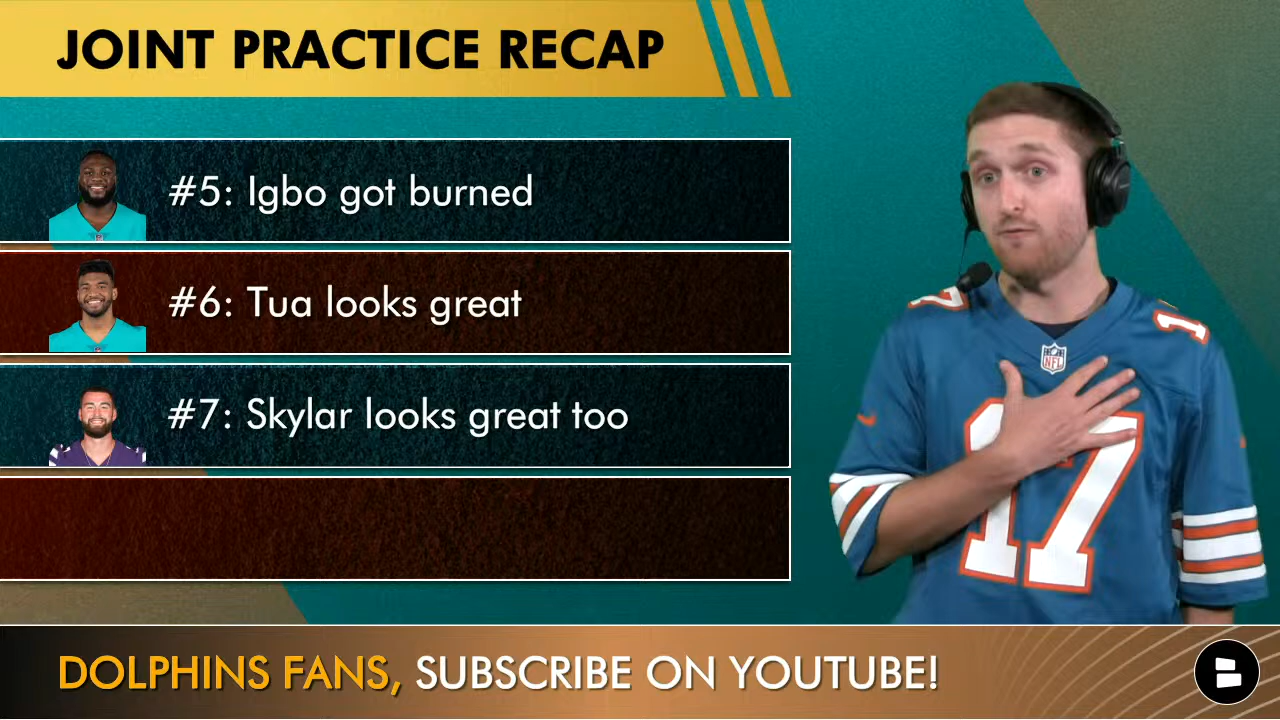 JOINT PRACTICE RECAP
#5: Igbo got burned
#6: Tua looks great
#7: Skylar looks great too
NFL
17
DOLPHINS FANS, SUBSCRIBE ON YOUTUBE!